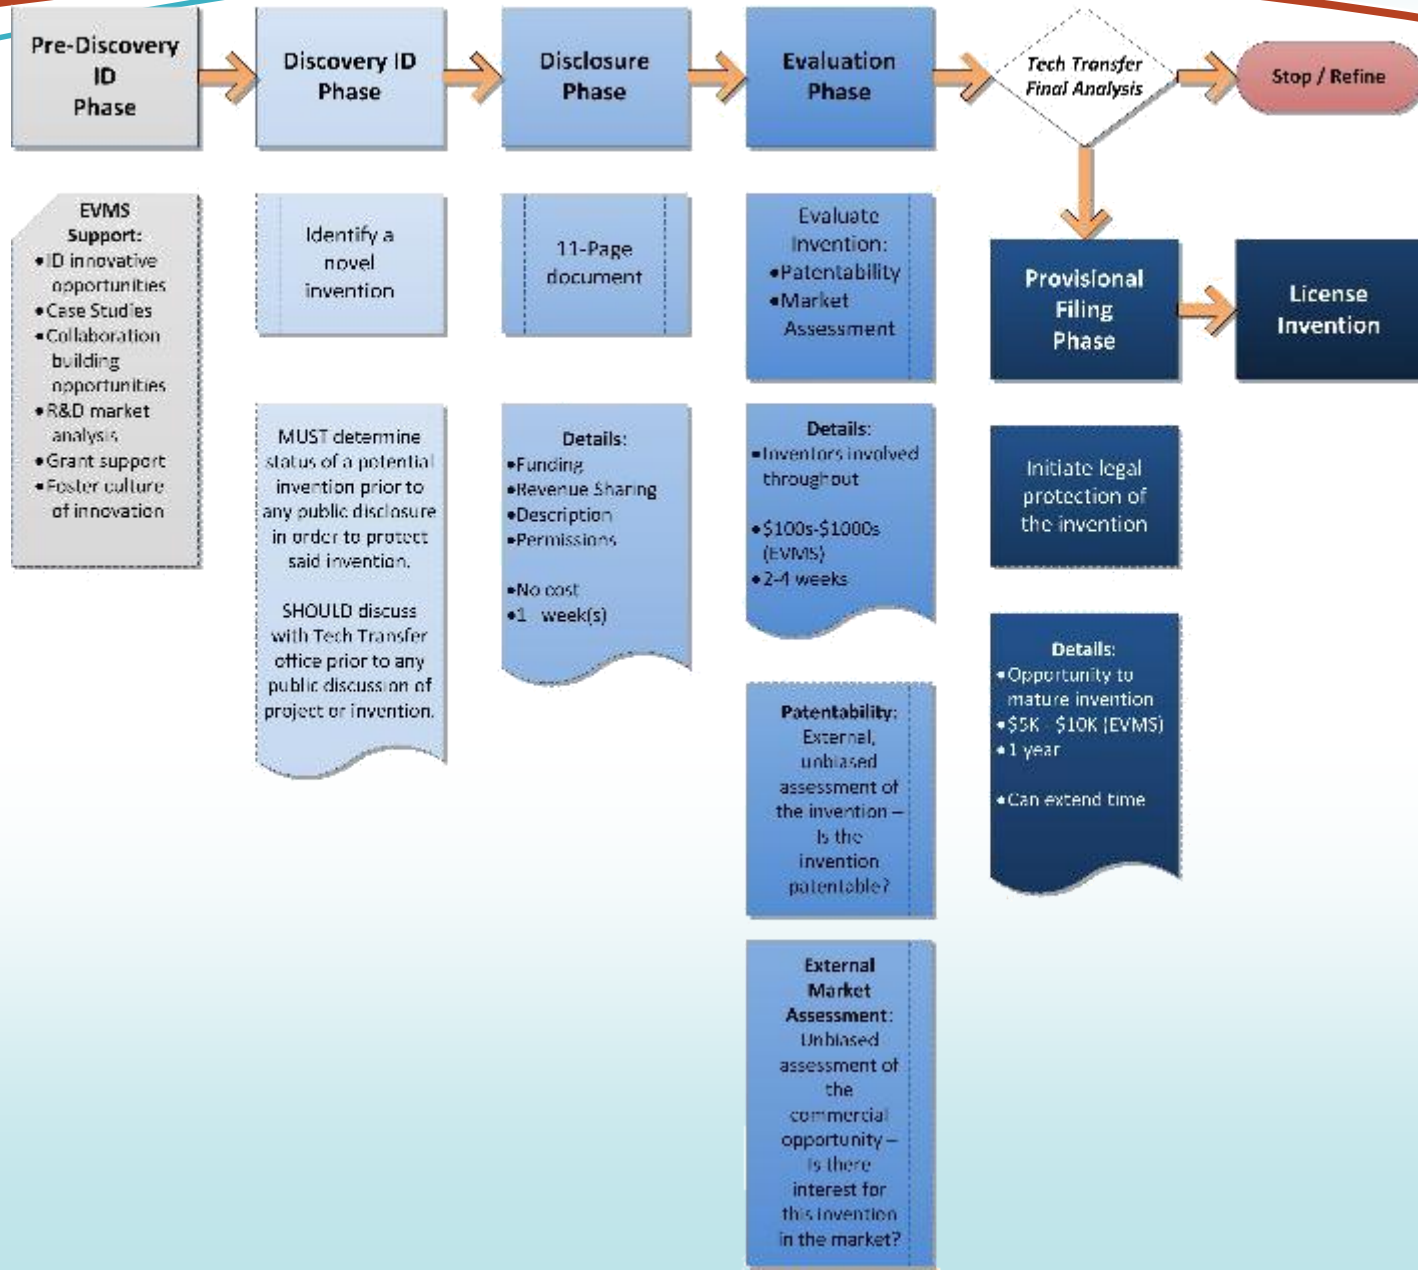 Pre-Discovery
ID
Phase
Discovery ID
Phase
Disclosure
Phase
Evaluation
Phase
Tech Transfer
Final Analysis
Stop / Refine
EVMS
Support:
•ID innovative
opportunities
•Case Studies
•Collaboration
building
opportunities
•R&D market
analysis
•Grant support
•Foster culture
of innovation
Identify a
novel
invention
MUST determine
status of a potential
invention prior to
any public disclosure
in order to protect
said invention.
SHOULD discuss
with Tech Transfer
office prior to any
public discussion of
project or invention.
11-Page
document
Details:
•Funding
•Revenue Sharing
•Description
•Permissions
•No cost
•1 week(s)
Evaluate
Invention:
•Patentability
•Market
Assessment
Details:
•Inventors involved
throughout
•$100s-$1000s
(EVMS)
•2-4 weeks
Patentability:
External,
unbiased
assessment of
the invention –
Is the
invention
patentable?
External
Market
Assessment:
Unbiased
assessment of
the
commercial
opportunity –
Is there
interest for
this invention
in the market?
Provisional
Filing
Phase
License
Invention
Initiate legal
protection of
the invention
Details:
•Opportunity to
mature invention
•$5K - $10K (EVMS)
•1 year
•Can extend time